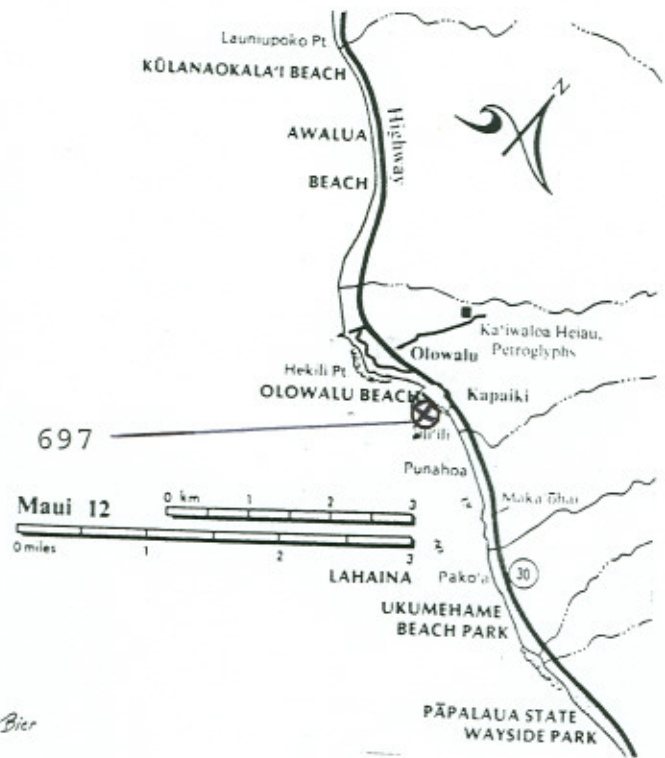 Launiupoko Pt.
KŪLANAOKALA'I BEACH
AWALUA
BEACH
Highway
N
Ka'iwaloa Heiau,
Petroglyphs
Olowalu
Hekili Pt
OLOWALU BEACH
Kapaiki
697
Punahoa
Maui 12
0 km 1 2 3
0 miles 1 2 3
LAHAINA
Pako'a
30
UKUMEHAME
BEACH PARK
PĀPALAUA STATE
WAYSIDE PARK
Bier